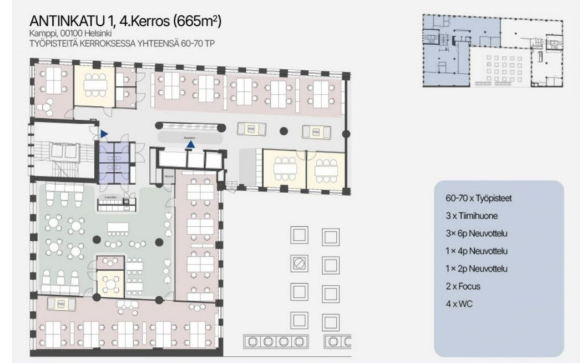 ANTINKATU 1, 4.Kerros (665m²)
Kamppi, 00100 Helsinki
TYÖPISTEITÄ KERROKSESSA YHTEENSÄ 60-70 TP
60-70 x Työpisteet
3 x Tiimihuone
3× 6p Neuvottelu
1 × 4p Neuvottelu
1 × 2p Neuvottelu
2 x Focus
4 x WC